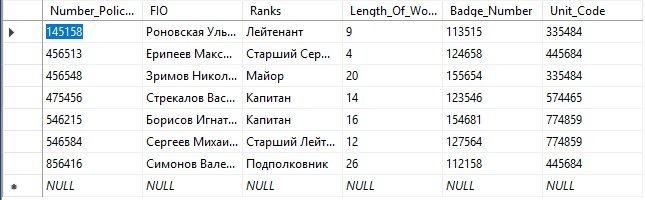 Number_Polic... FIO Ranks Length_Of_Wo... Badge_Number Unit_Code
145158 Роновская Уль... Лейтенант 9 113515 335484
456513 Ерипеев Макс... Старший Сер... 4 124658 445684
456548 Зримов Никол... Майор 20 155654 335484
475456 Стрекалов Вас... Капитан 14 123546 574465
546215 Борисов Игнат... Капитан 16 154681 774859
546584 Сергеев Михаи... Старший Лейт... 12 127564 774859
856416 Симонов Вале... Подполковник 26 112158 445684
NULL NULL NULL NULL NULL NULL